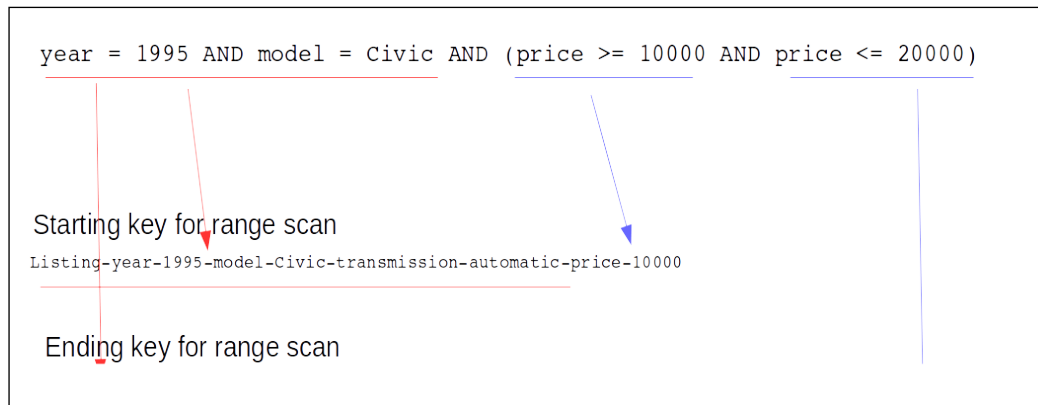 year = 1995 AND model = Civic AND (price >= 10000 AND price <= 20000)
Starting key for range scan
Listing-year-1995-model-Civic-transmission-automatic-price-10000
Ending key for range scan